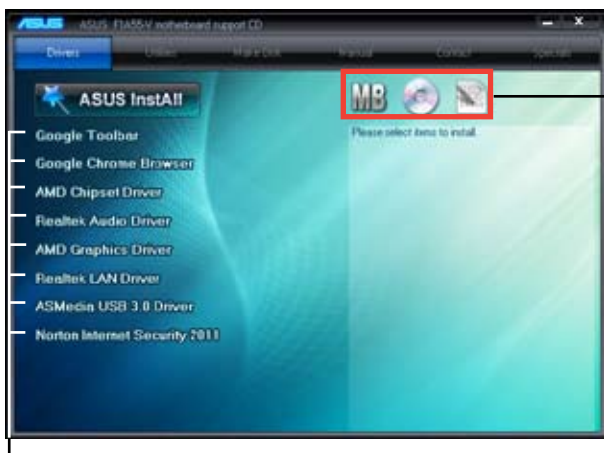 ASUS ASUS F1A55-V motherboard support CD
Drivers Utilities Make Disk Manual Contact Specials
ASUS InstAll
MB
Please select items to install.
Google Toolbar
Google Chrome Browser
AMD Chipset Driver
Realtek Audio Driver
AMD Graphics Driver
Realtek LAN Driver
ASMedia USB 3.0 Driver
Norton Internet Security 2011